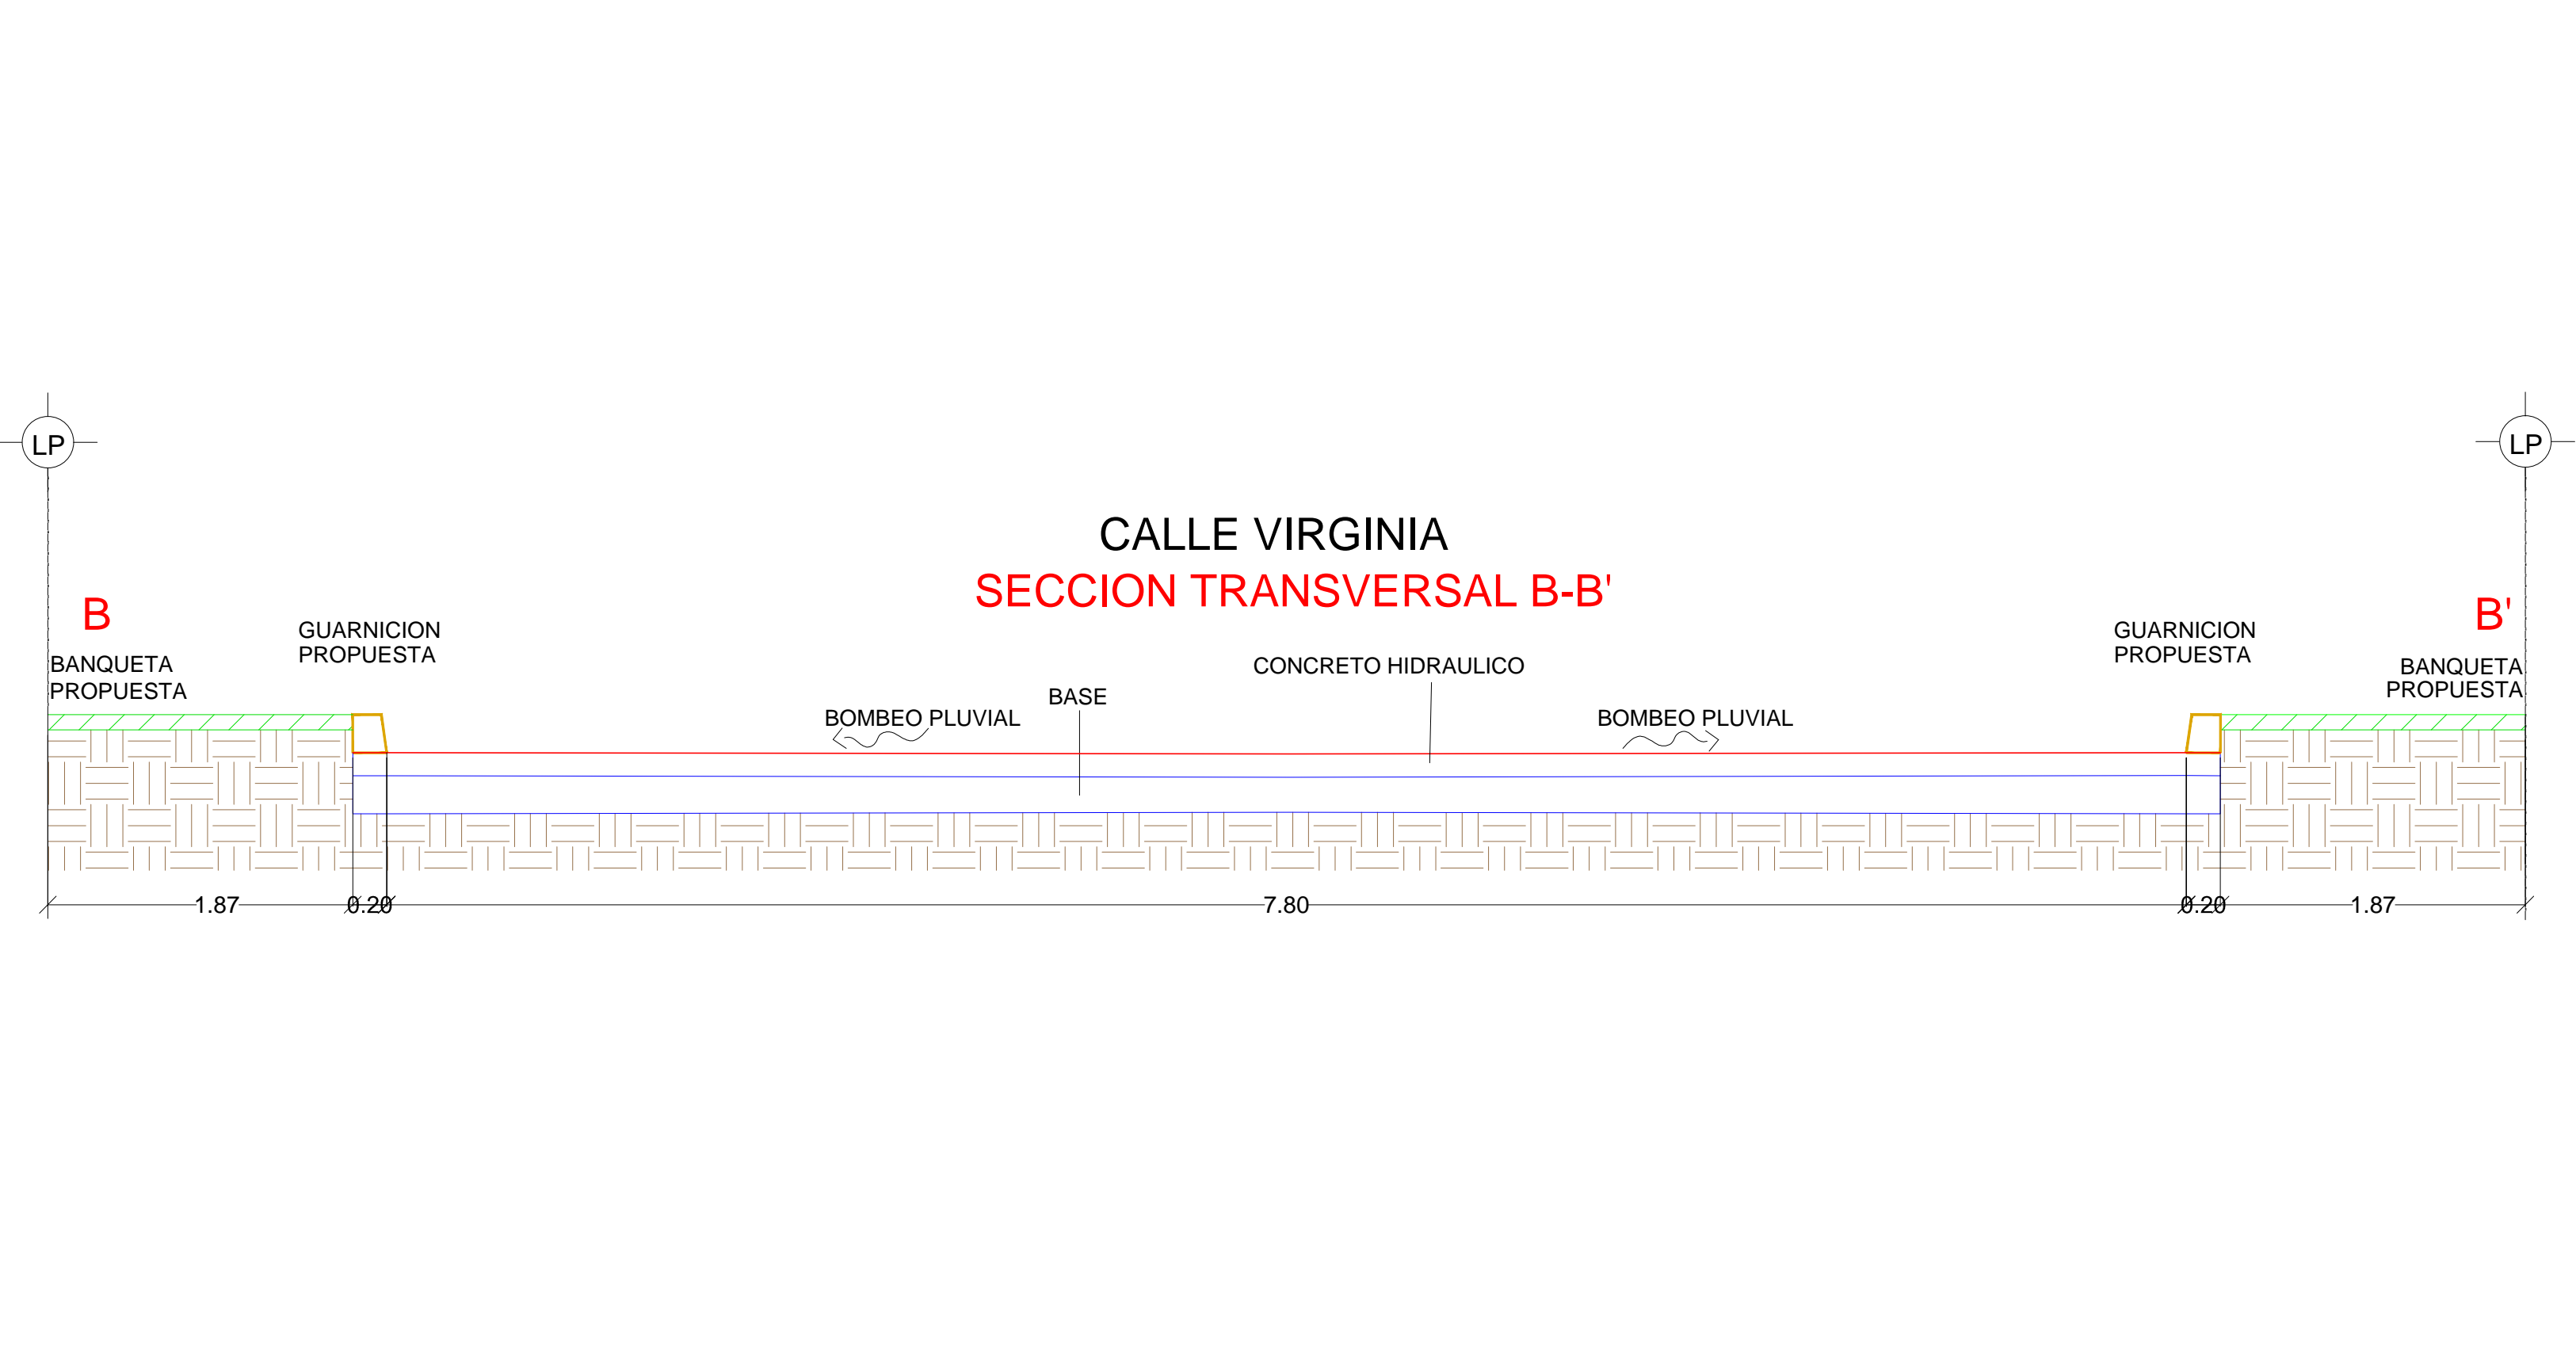 LP
LP
CALLE VIRGINIA
SECCION TRANSVERSAL B-B'
B
B'
GUARNICION
PROPUESTA
GUARNICION
PROPUESTA
BANQUETA
PROPUESTA
CONCRETO HIDRAULICO
BANQUETA
PROPUESTA
BASE
BOMBEO PLUVIAL
BOMBEO PLUVIAL
1.87
0.20
7.80
0.20
1.87